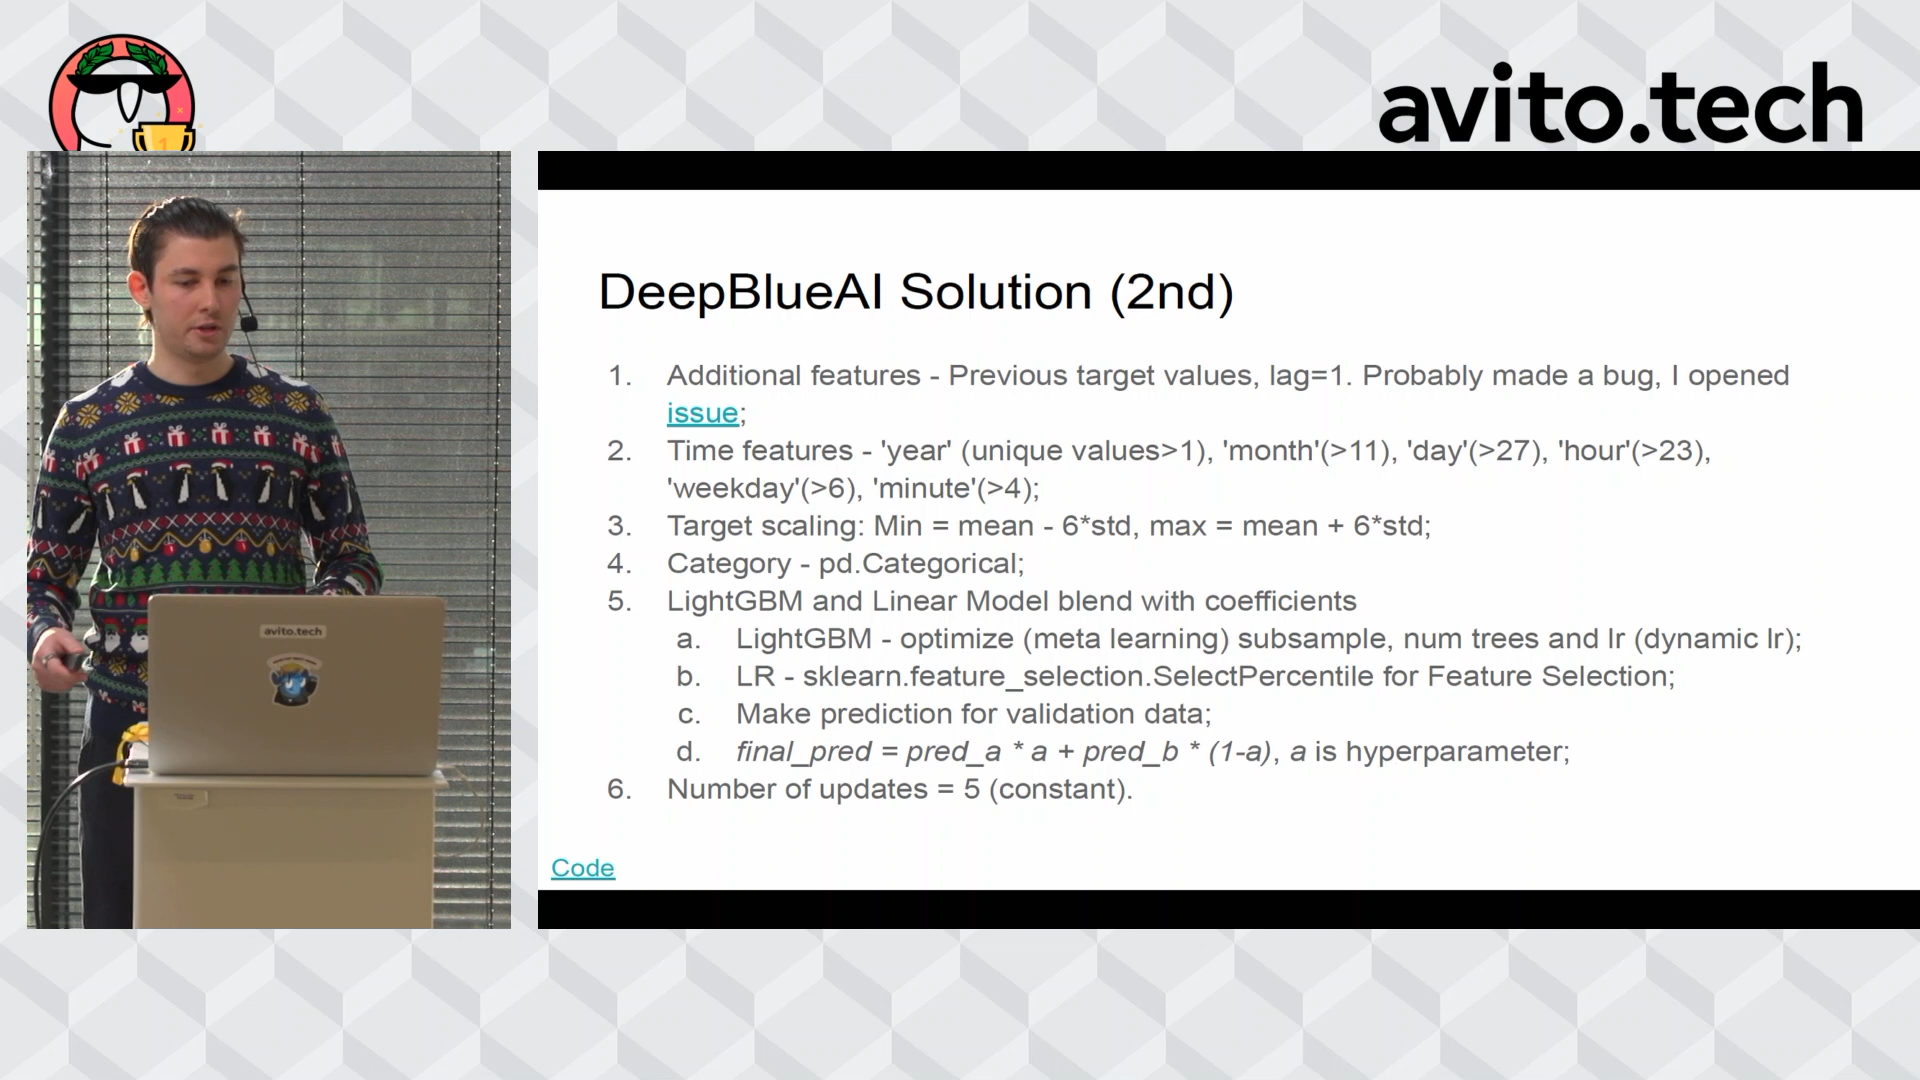 avito.tech
DeepBlueAI Solution (2nd)
1. Additional features - Previous target values, lag=1. Probably made a bug, I opened
issue;
2. Time features - 'year' (unique values>1), 'month'(>11), 'day'(>27), 'hour'(>23),
'weekday'(>6), 'minute'(>4);
3. Target scaling: Min = mean - 6*std, max = mean + 6*std;
4. Category - pd.Categorical;
5. LightGBM and Linear Model blend with coefficients
a. LightGBM - optimize (meta learning) subsample, num trees and lr (dynamic lr);
b. LR - sklearn.feature_selection.SelectPercentile for Feature Selection;
c. Make prediction for validation data;
d. final_pred = pred_a * a + pred_b * (1-a), a is hyperparameter;
6. Number of updates = 5 (constant).
Code
avito.tech
1